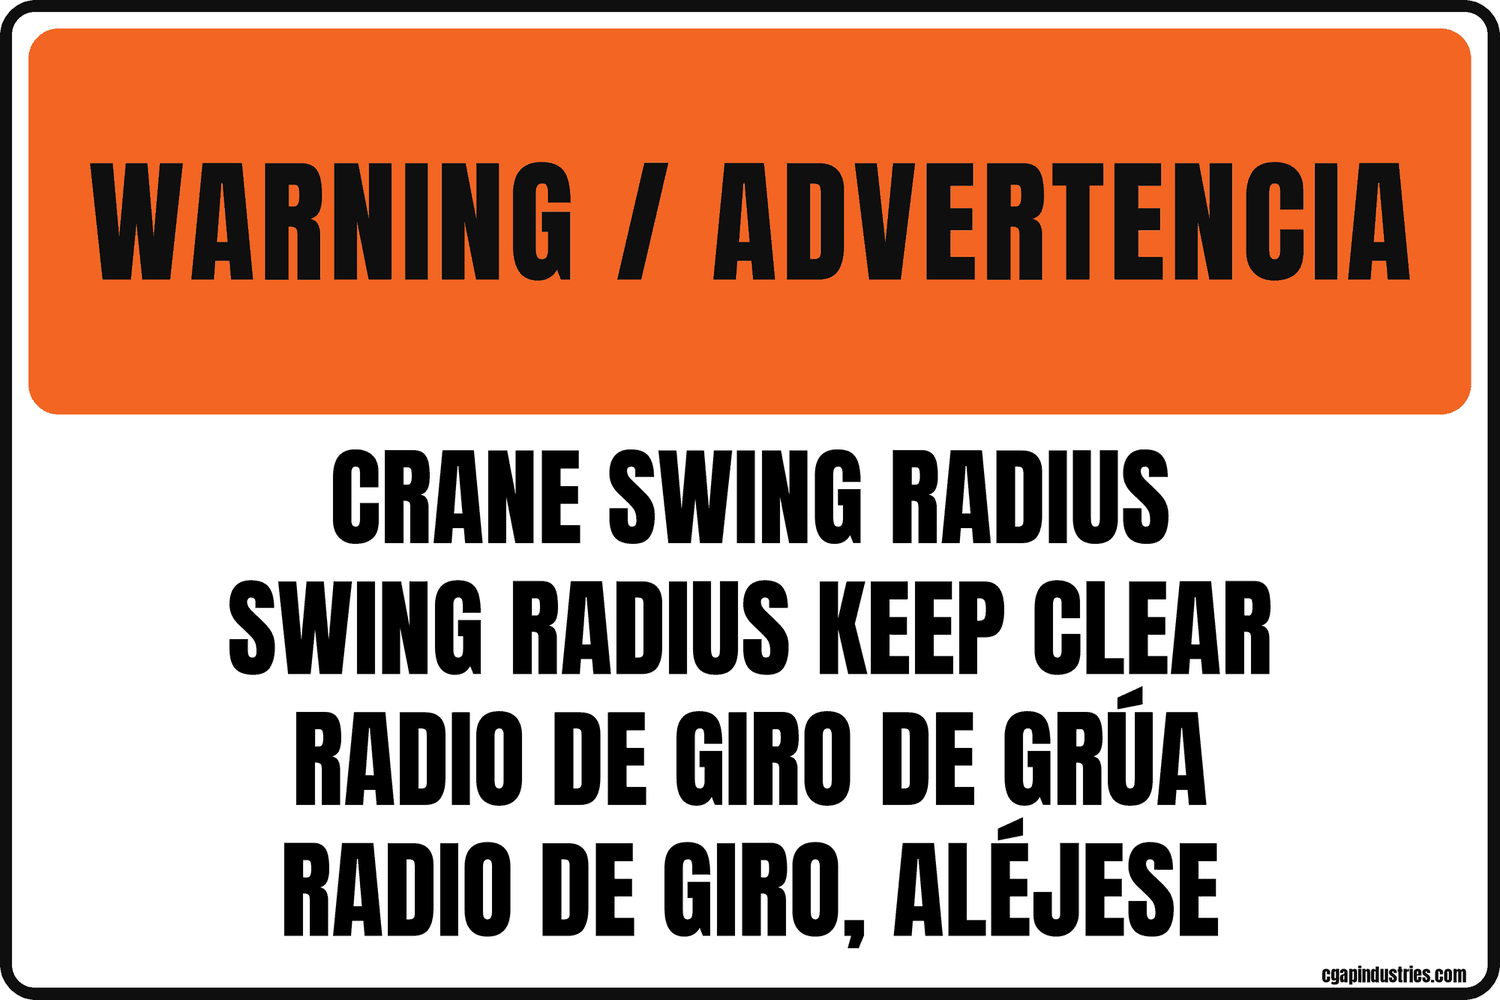 WARNING / ADVERTENCIA
CRANE SWING RADIUS
SWING RADIUS KEEP CLEAR
RADIO DE GIRO DE GRÚA
RADIO DE GIRO, ALÉJESE
cgapindustries.com